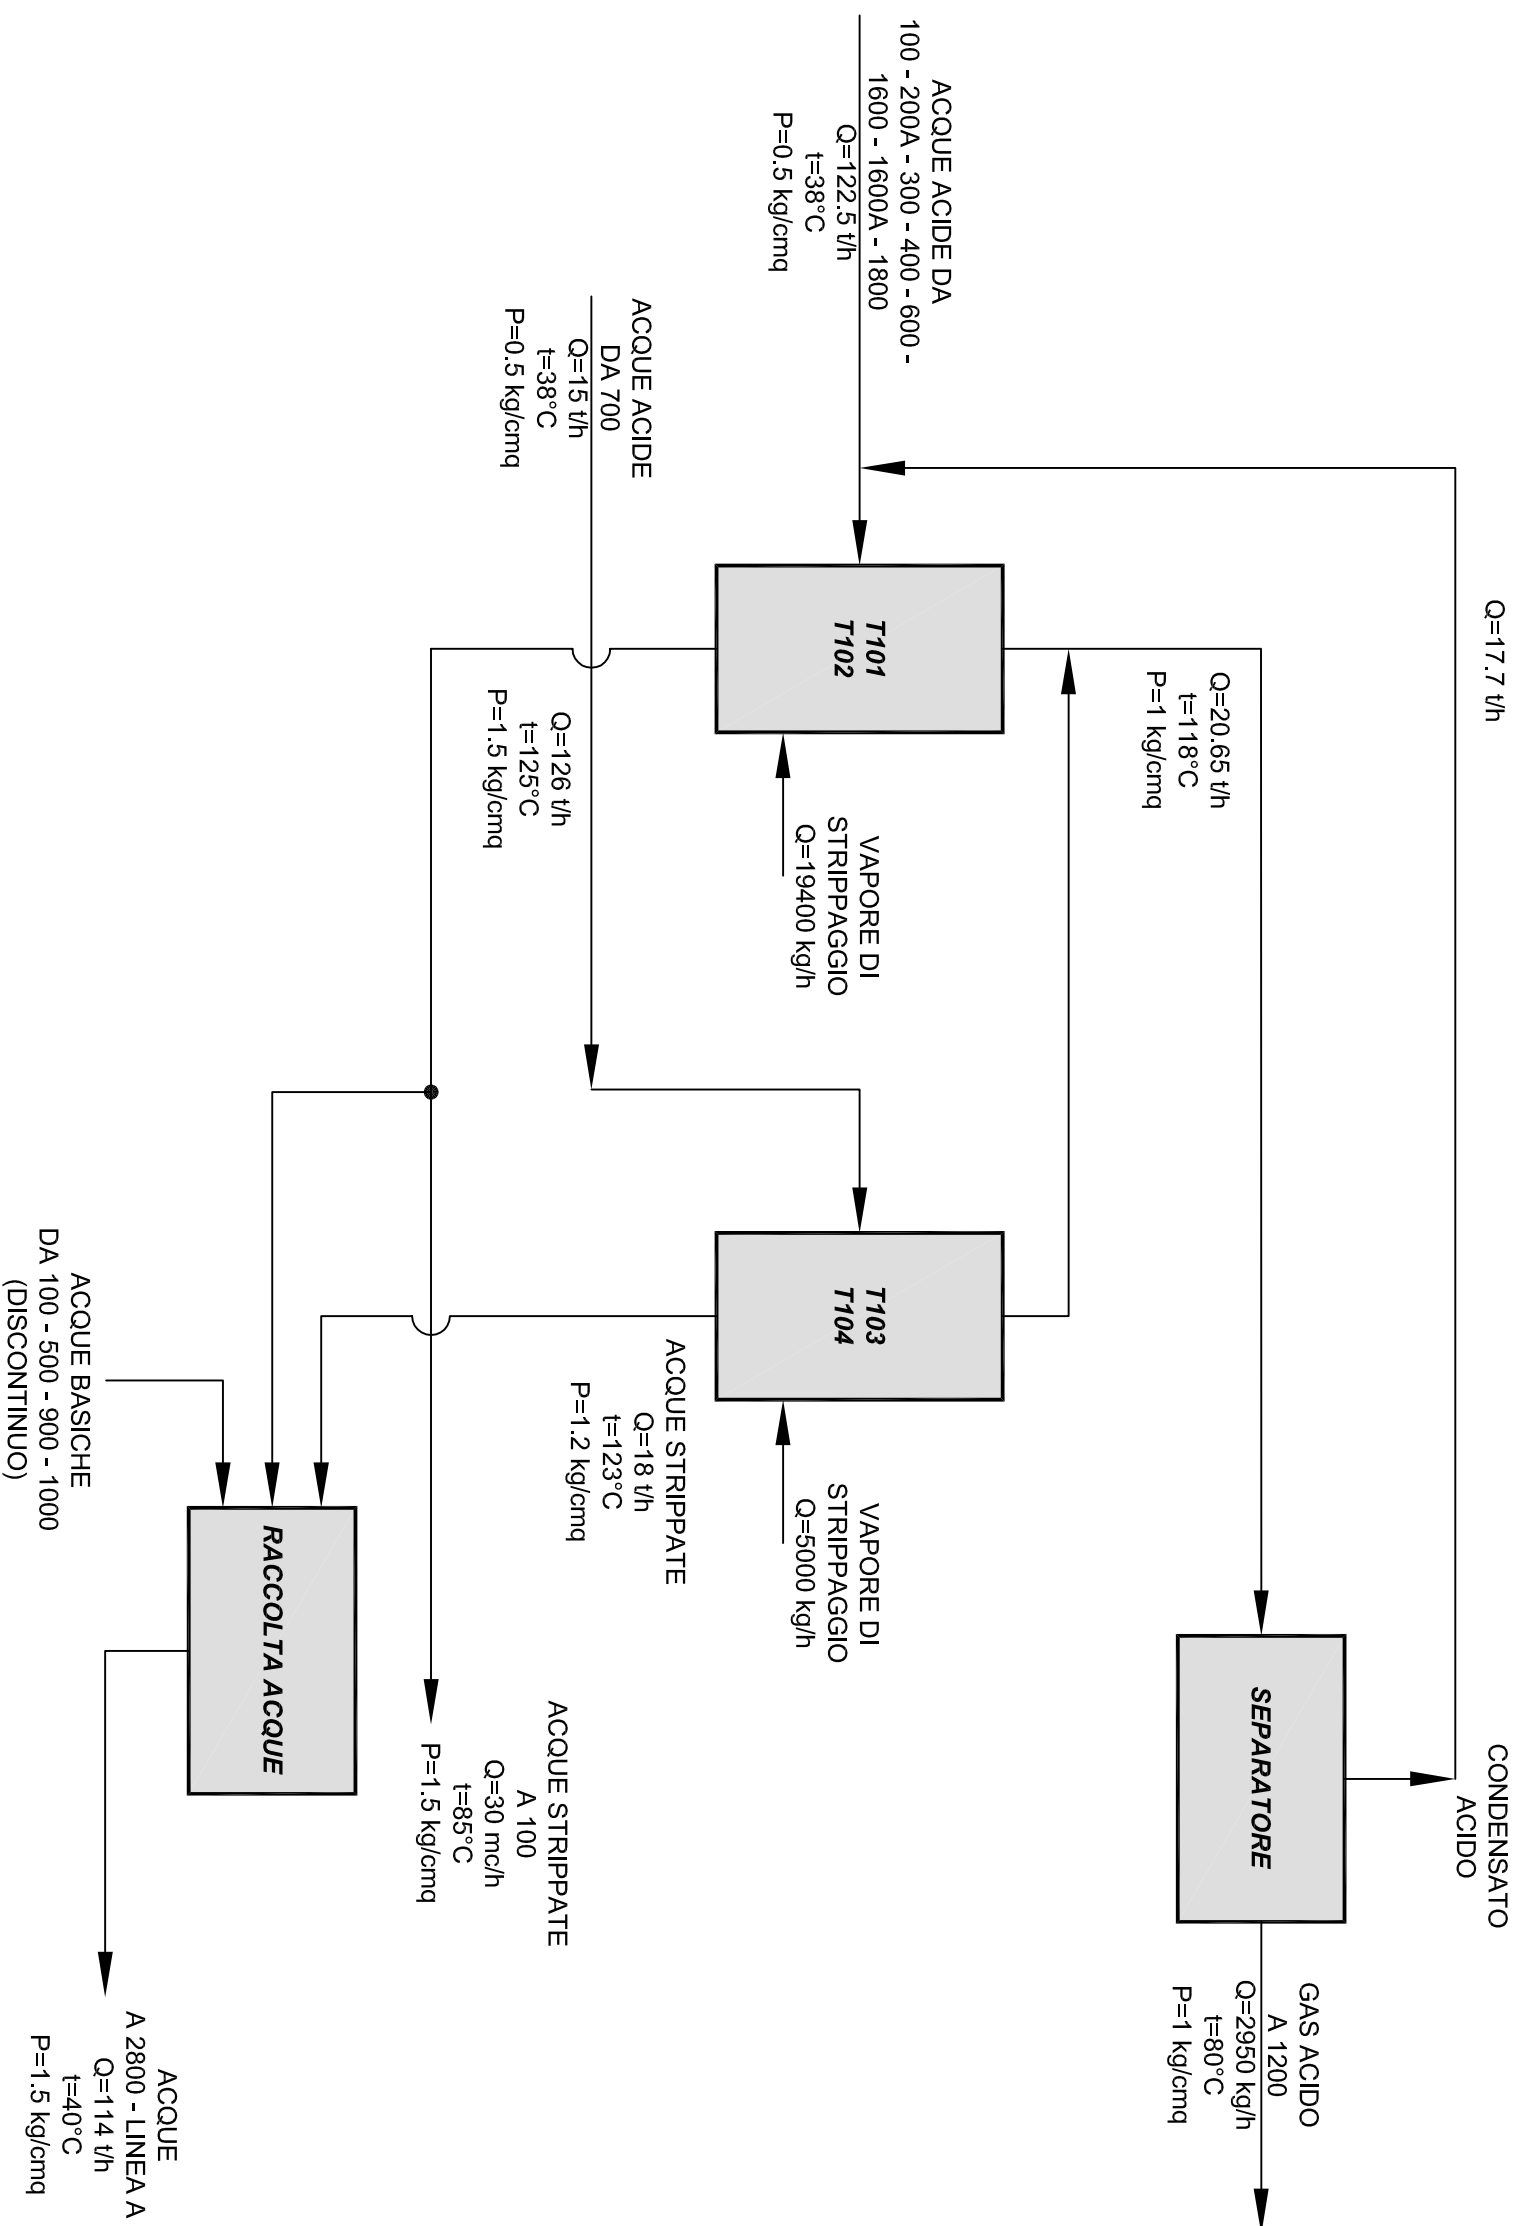 Q=17.7 t/h
CONDENSATO
ACIDO
Q=20.65 t/h
t=118°C
P=1 kg/cmq
SEPARATORE
GAS ACIDO
A 1200
Q=2950 kg/h
t=80°C
P=1 kg/cmq
ACQUE ACIDE DA
100 - 200A - 300 - 400 - 600 -
1600 - 1600A - 1800
Q=122.5 t/h
t=38°C
P=0.5 kg/cmq
T101
T102
VAPORE DI
STRIPPAGGIO
Q=19400 kg/h
T103
T104
VAPORE DI
STRIPPAGGIO
Q=5000 kg/h
ACQUE ACIDE
DA 700
Q=15 t/h
t=38°C
P=0.5 kg/cmq
Q=126 t/h
t=125°C
P=1.5 kg/cmq
ACQUE STRIPPATE
Q=18 t/h
t=123°C
P=1.2 kg/cmq
ACQUE STRIPPATE
A 100
Q=30 mc/h
t=85°C
P=1.5 kg/cmq
RACCOLTA ACQUE
ACQUE BASICHE
DA 100 - 500 - 900 - 1000
(DISCONTINUO)
ACQUE
A 2800 - LINEA A
Q=114 t/h
t=40°C
P=1.5 kg/cmq